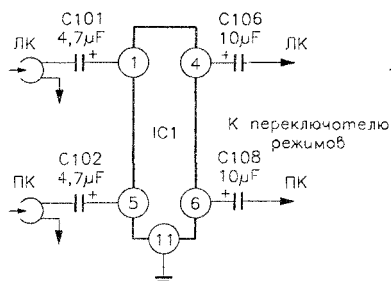 C101
4,7µF
+
ЛК
1
4
C106
10µF
+
ЛК
IC1
К переключателю
режимов
C102
4,7µF
+
ПК
5
6
C108
10µF
+
ПК
11